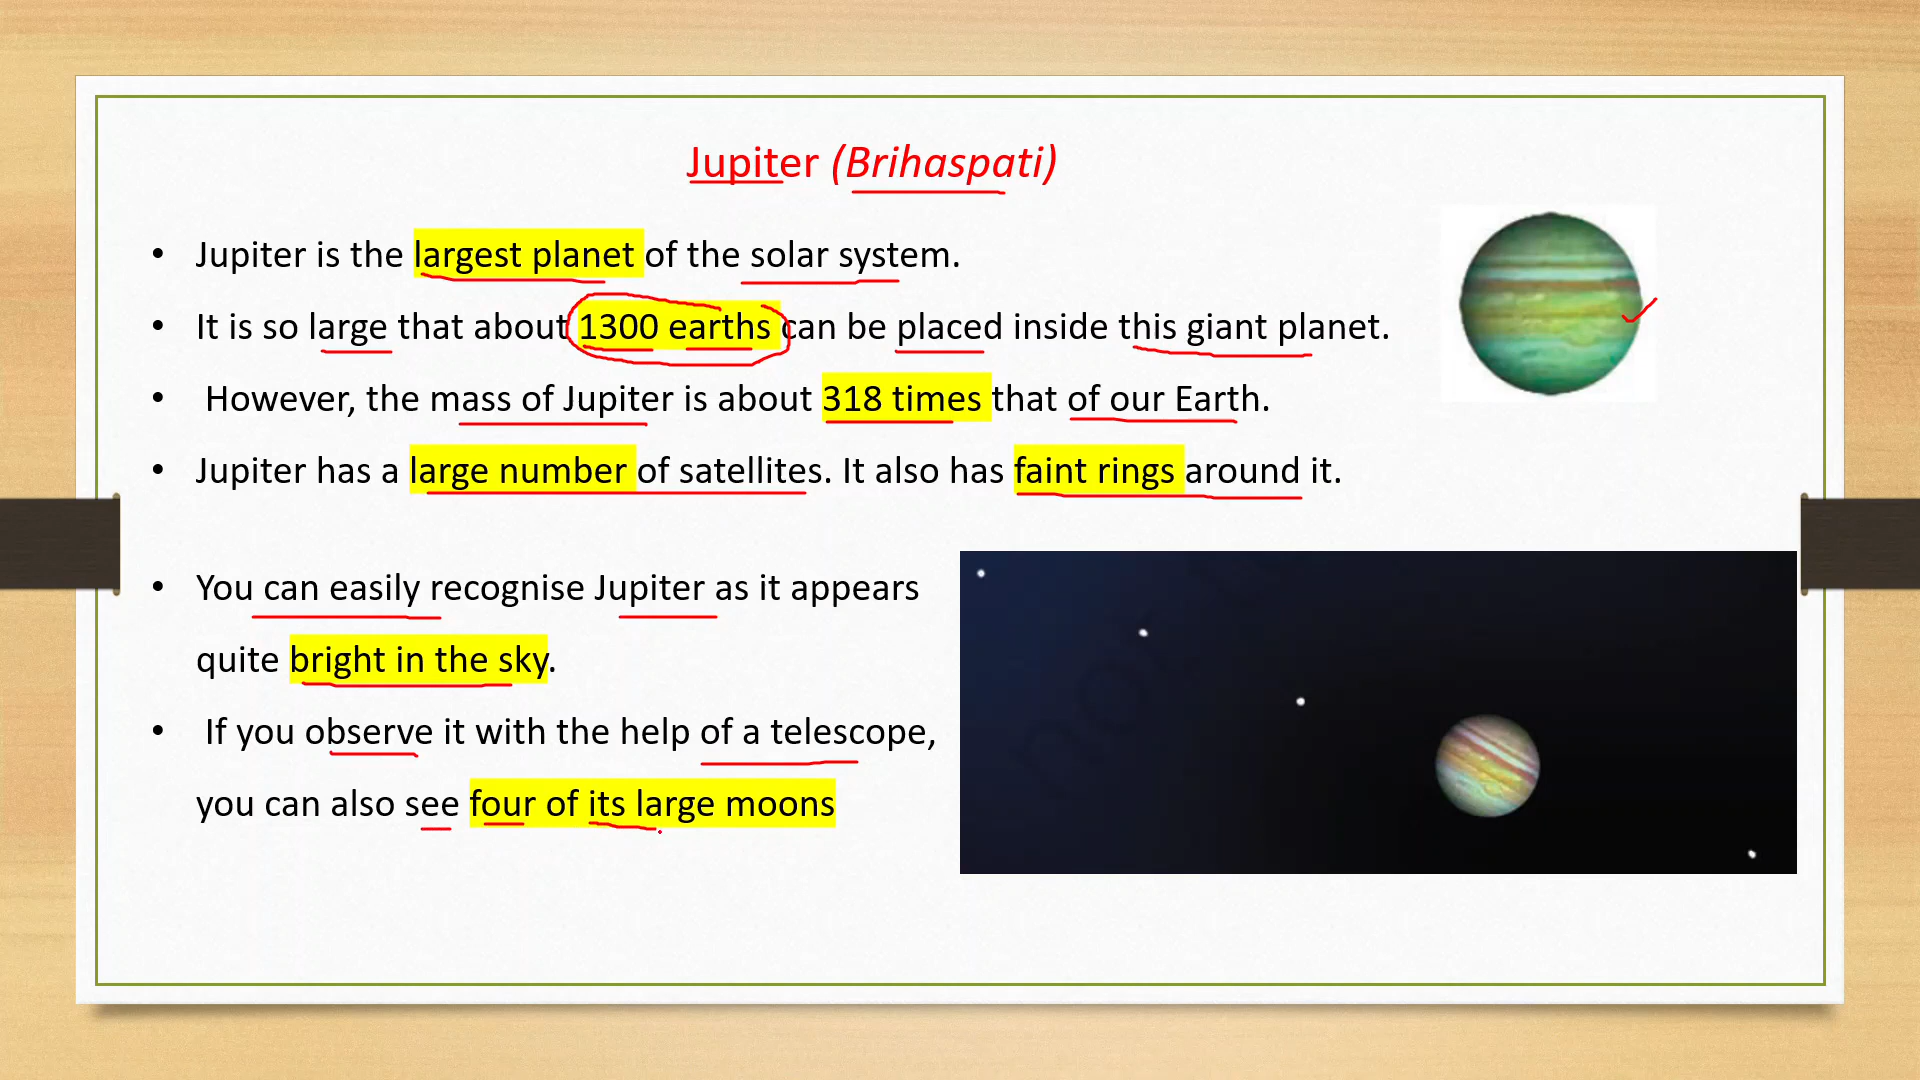 Jupiter (Brihaspati)
• Jupiter is the largest planet of the solar system.
• It is so large that about 1300 earths can be placed inside this giant planet.
• However, the mass of Jupiter is about 318 times that of our Earth.
• Jupiter has a large number of satellites. It also has faint rings around it.
• You can easily recognise Jupiter as it appears
quite bright in the sky.
• If you observe it with the help of a telescope,
you can also see four of its large moons